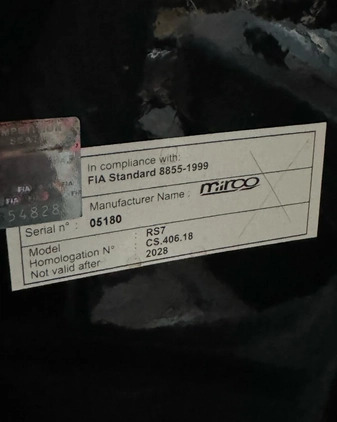 In compliance with:
FIA Standard 8855-1999
Manufacturer Name : mirco
Serial n° : 05180
Model : RS7
Homologation N° : CS.406.18
Not valid after : 2028
FIA
54828